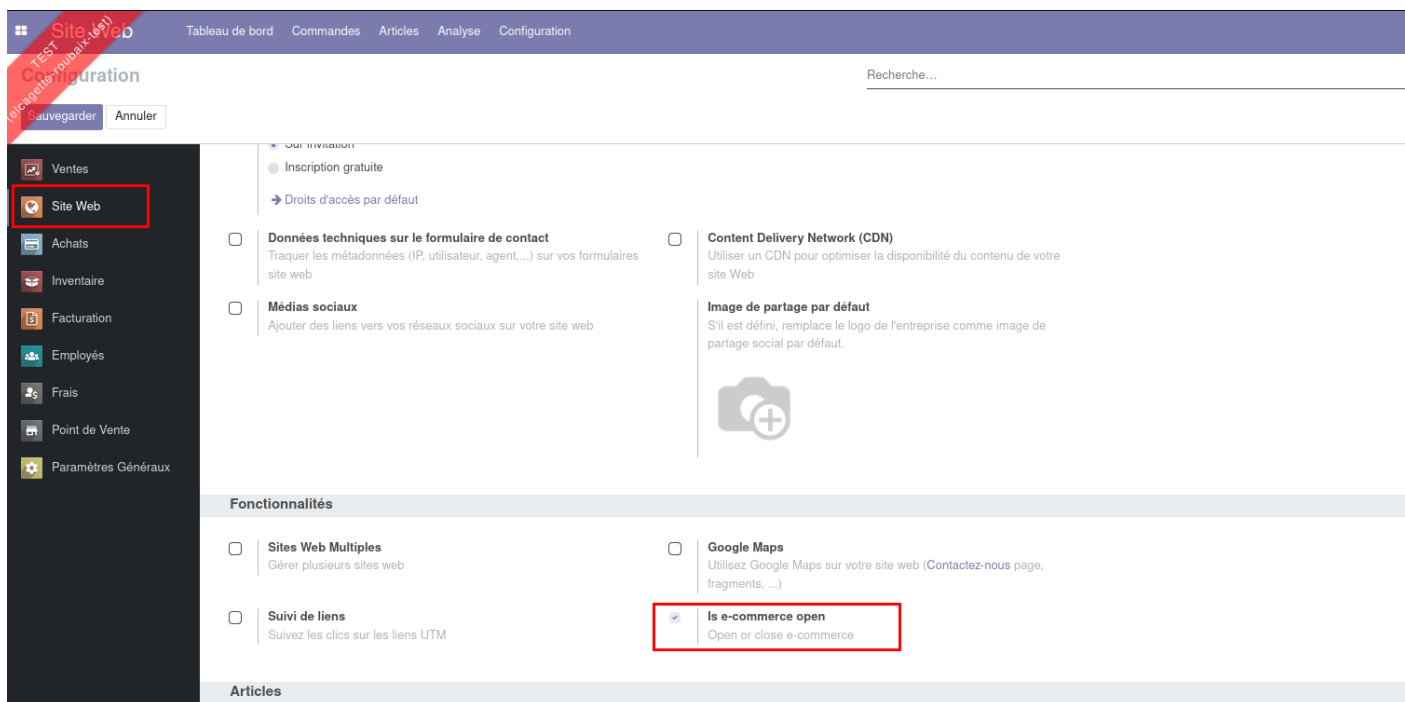 Site Web
Tableau de bord
Commandes
Articles
Analyse
Configuration
TEST
Configuration
Recherche...
Sauvegarder
Annuler
Ventes
Site Web
Achats
Inventaire
Facturation
Employés
Frais
Point de Vente
Paramètres Généraux
Sur invitation
Inscription gratuite
Droits d'accès par défaut
Données techniques sur le formulaire de contact
Traquer les métadonnées (IP, utilisateur, agent,...) sur vos formulaires
site web
Content Delivery Network (CDN)
Utiliser un CDN pour optimiser la disponibilité du contenu de votre
site Web
Médias sociaux
Ajouter des liens vers vos réseaux sociaux sur votre site web
Image de partage par défaut
S'il est défini, remplace le logo de l'entreprise comme image de
partage social par défaut.
Fonctionnalités
Sites Web Multiples
Gérer plusieurs sites web
Google Maps
Utilisez Google Maps sur votre site web (Contactez-nous page,
fragments, ...)
Suivi de liens
Suivez les clics sur les liens UTM
Is e-commerce open
Open or close e-commerce
Articles